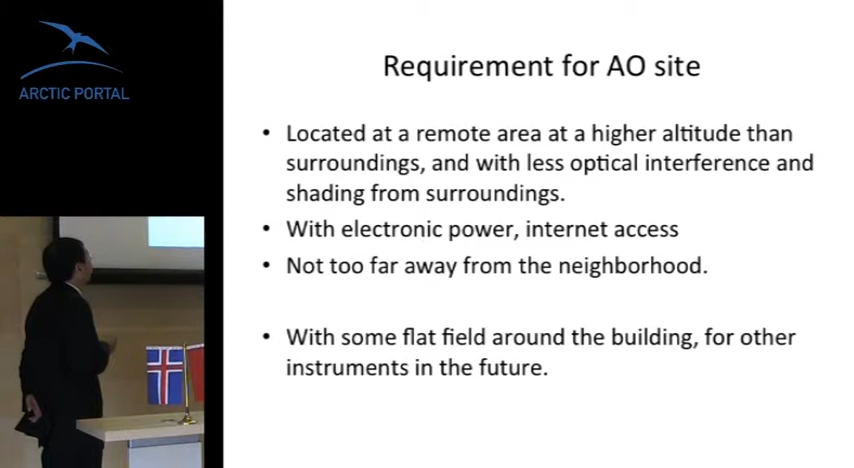 ARCTIC PORTAL
Requirement for AO site
• Located at a remote area at a higher altitude than
surroundings, and with less optical interference and
shading from surroundings.
• With electronic power, internet access
• Not too far away from the neighborhood.
• With some flat field around the building, for other
instruments in the future.